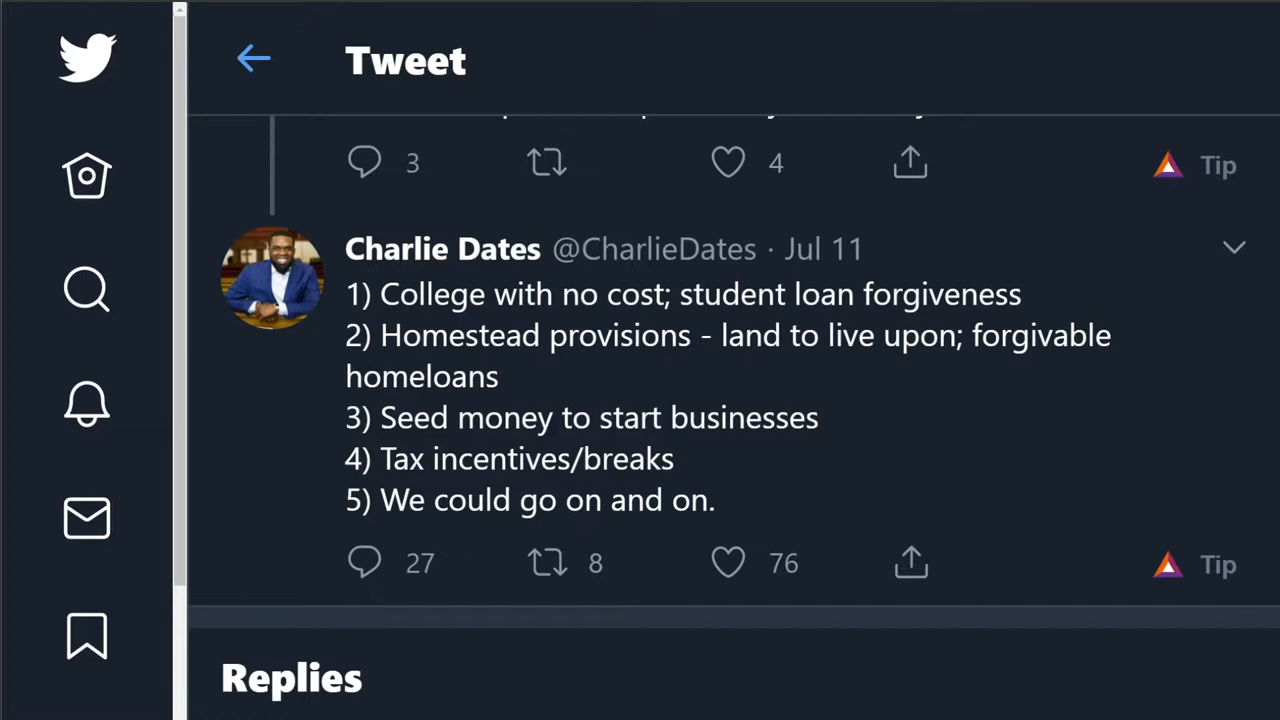 Tweet
3 4 Tip
Charlie Dates @CharlieDates · Jul 11
1) College with no cost; student loan forgiveness
2) Homestead provisions - land to live upon; forgivable
homeloans
3) Seed money to start businesses
4) Tax incentives/breaks
5) We could go on and on.
27 8 76 Tip
Replies